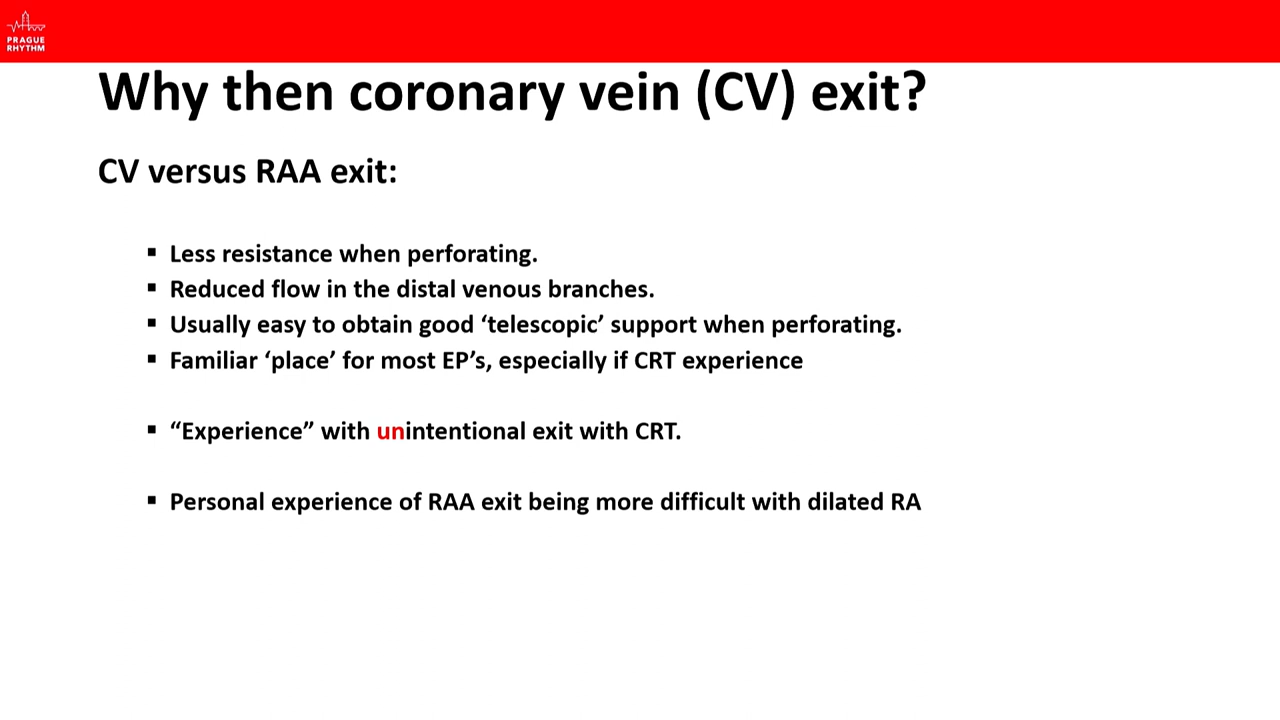 PRAGUE
RHYTHM
Why then coronary vein (CV) exit?
CV versus RAA exit:
▪ Less resistance when perforating.
▪ Reduced flow in the distal venous branches.
▪ Usually easy to obtain good ‘telescopic’ support when perforating.
▪ Familiar ‘place’ for most EP’s, especially if CRT experience
▪ “Experience” with unintentional exit with CRT.
▪ Personal experience of RAA exit being more difficult with dilated RA